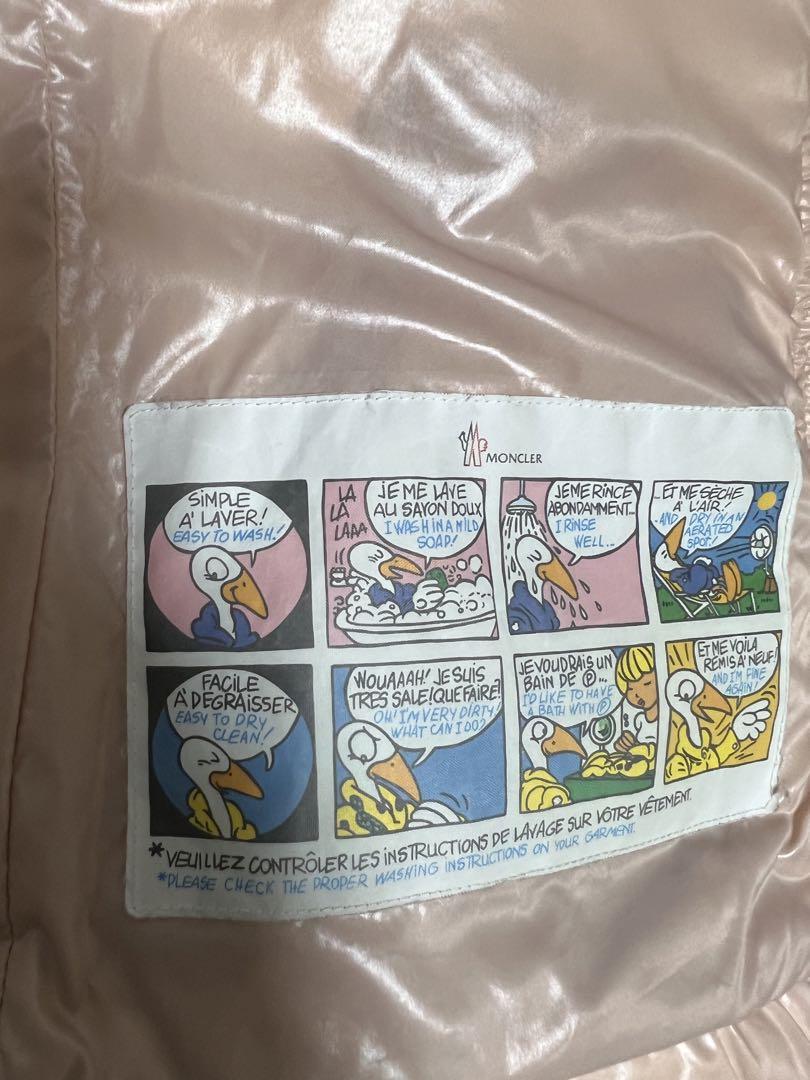 MONCLER
SIMPLE
A' LAVER!
EASY TO WASH!
LA
LA
LAAA
JE ME LAVE
AU SAVON DOUX
I WASH IN A MILD
SOAP!
JE ME RINCE
ABONDAMMENT...
I RINSE
WELL...
..ET ME SÈCHE
A' L'AIR!
..AND DRY IN AN
AERATED
SPOT!
FACILE
A' DEGRAISSER
EASY TO DRY
CLEAN!
WOUAAAH! JE SUIS
TRES SALE! QUE FAIRE?
OH! I'M VERY DIRTY!
WHAT CAN I DO?
JE VOUDRAIS UN
BAIN DE Ⓟ...
I'D LIKE TO HAVE
A BATH WITH Ⓟ
ET ME VOILA
REMIS A' NEUF!
AND I'M FINE
AGAIN!
*VEUILLEZ CONTRÔLER LES INSTRUCTIONS DE LAVAGE SUR VÔTRE VÊTEMENT.
*PLEASE CHECK THE PROPER WASHING INSTRUCTIONS ON YOUR GARMENT.